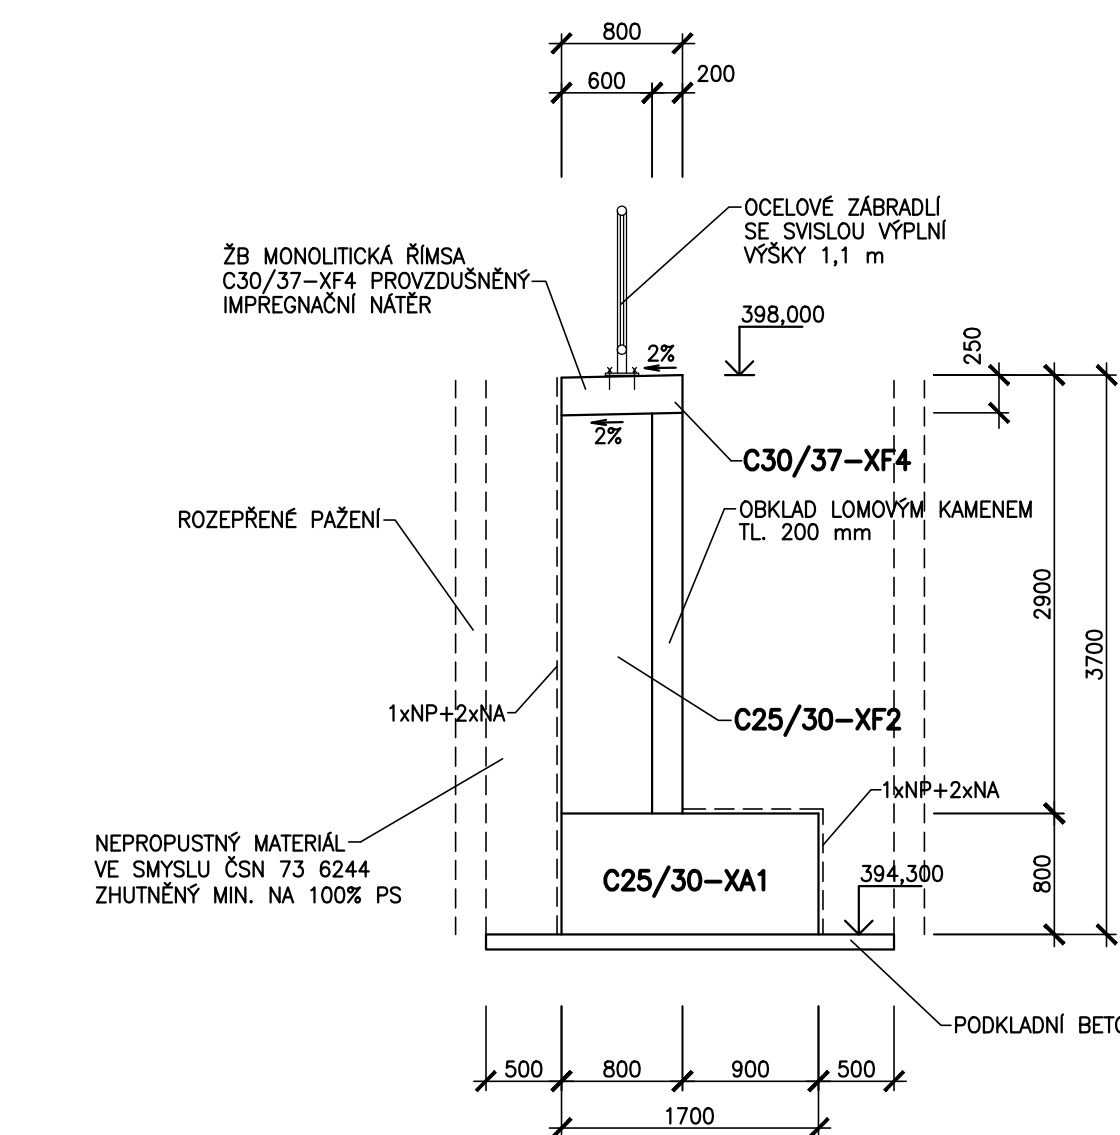 800
600
200
OCELOVÉ ZÁBRADLÍ
SE SVISLOU VÝPLNÍ
VÝŠKY 1,1 m
ŽB MONOLITICKÁ ŘÍMSA
C30/37-XF4 PROVZDUŠNĚNÝ
IMPREGNAČNÍ NÁTĚR
398,000
250
2%
2%
C30/37-XF4
OBKLAD LOMOVÝM KAMENEM
TL. 200 mm
ROZEPŘENÉ PAŽENÍ
2900
3700
1xNP+2xNA
C25/30-XF2
1xNP+2xNA
NEPROPUSTNÝ MATERIÁL
VE SMYSLU ČSN 73 6244
ZHUTNĚNÝ MIN. NA 100% PS
C25/30-XA1
394,300
800
PODKLADNÍ
500
800
900
500
1700